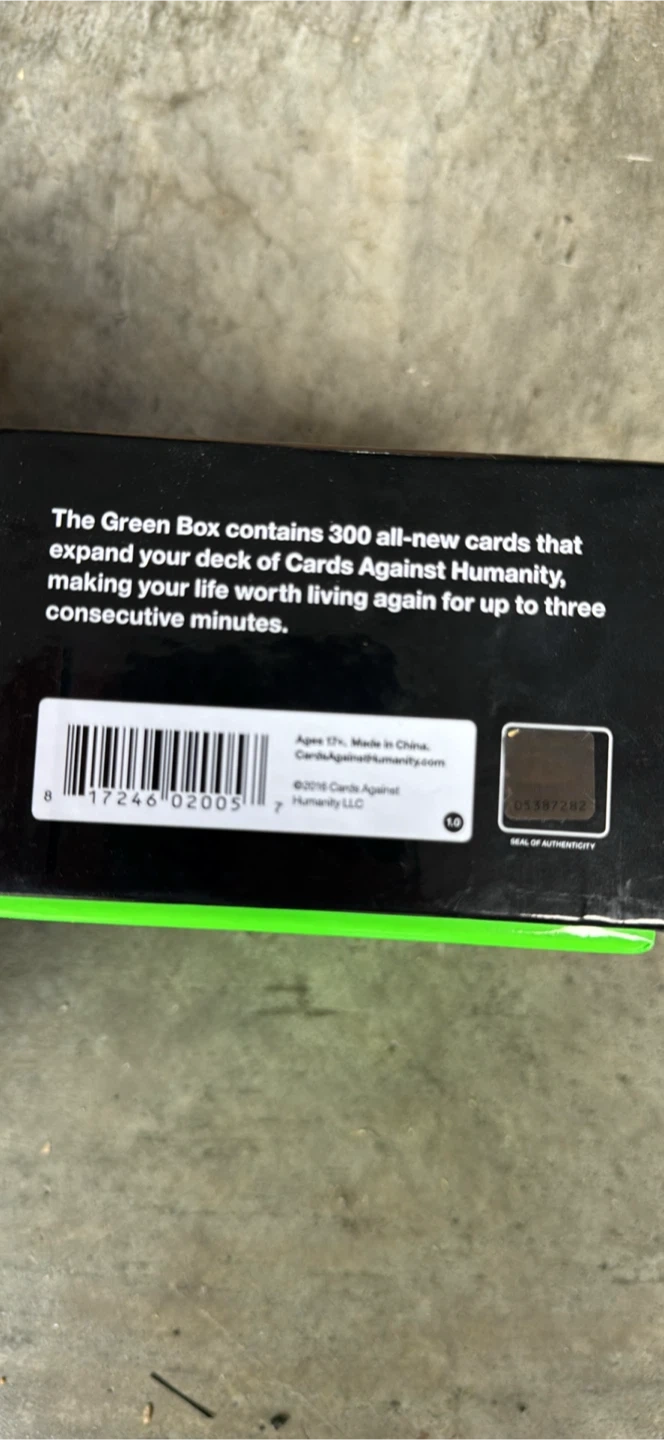 The Green Box contains 300 all-new cards that
expand your deck of Cards Against Humanity,
making your life worth living again for up to three
consecutive minutes.
8 17246 02005 7
Ages 17+. Made in China.
CardsAgainstHumanity.com
©2016 Cards Against
Humanity LLC
1.0
05387282
SEAL OF AUTHENTICITY